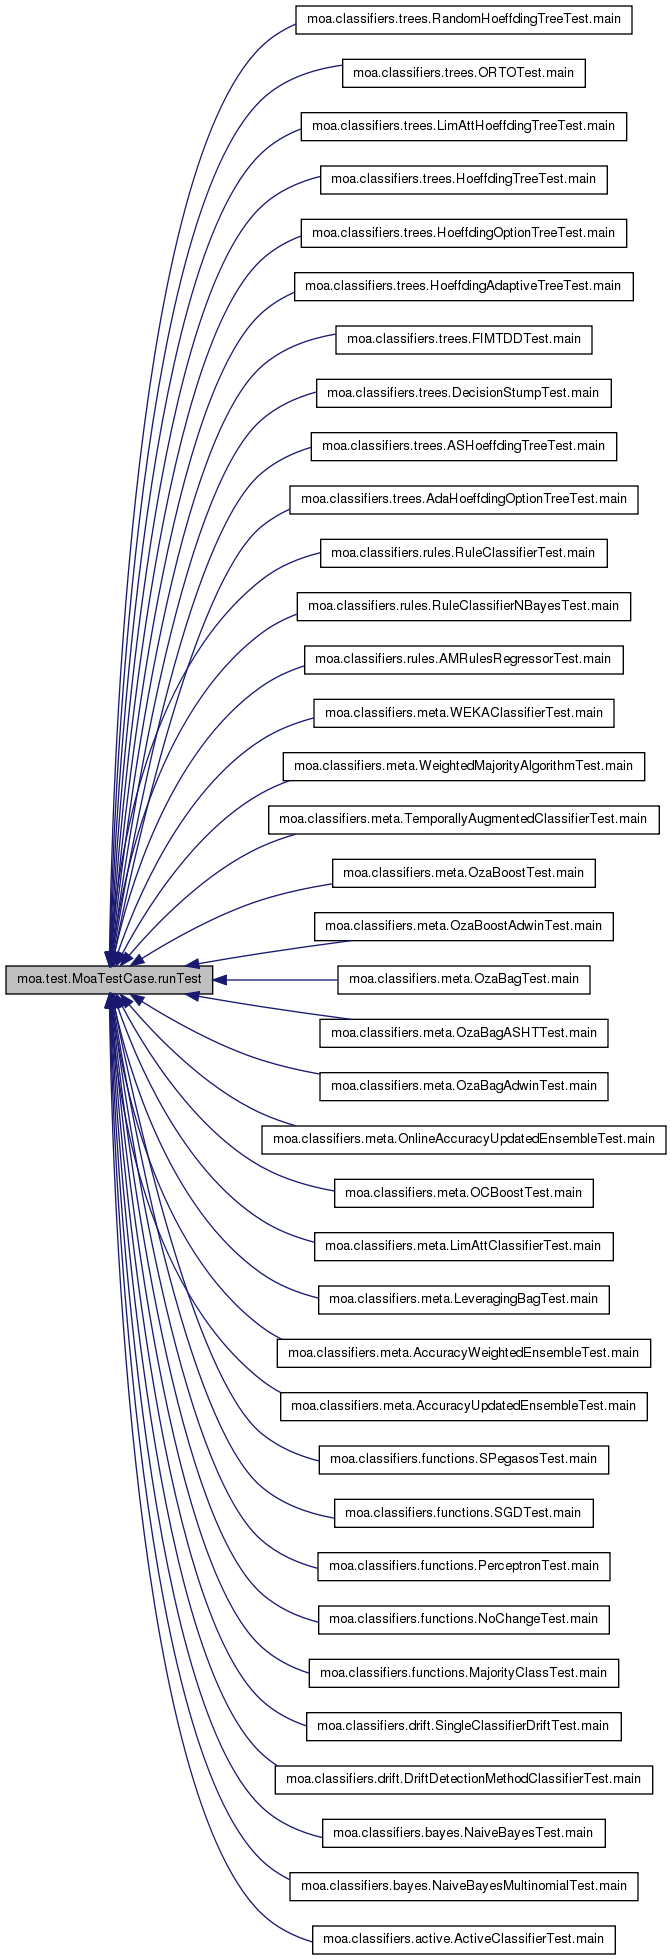 moa.classifiers.trees.RandomHoeffdingTreeTest.main
moa.classifiers.trees.ORTOTest.main
moa.classifiers.trees.LimAttHoeffdingTreeTest.main
moa.classifiers.trees.HoeffdingTreeTest.main
moa.classifiers.trees.HoeffdingOptionTreeTest.main
moa.classifiers.trees.HoeffdingAdaptiveTreeTest.main
moa.classifiers.trees.FIMTDDTest.main
moa.classifiers.trees.DecisionStumpTest.main
moa.classifiers.trees.ASHoeffdingTreeTest.main
moa.classifiers.trees.AdaHoeffdingOptionTreeTest.main
moa.classifiers.rules.RuleClassifierTest.main
moa.classifiers.rules.RuleClassifierNBayesTest.main
moa.classifiers.rules.AMRulesRegressorTest.main
moa.classifiers.meta.WEKAClassifierTest.main
moa.classifiers.meta.WeightedMajorityAlgorithmTest.main
moa.classifiers.meta.TemporallyAugmentedClassifierTest.main
moa.classifiers.meta.OzaBoostTest.main
moa.classifiers.meta.OzaBoostAdwinTest.main
moa.test.MoaTestCase.runTest
moa.classifiers.meta.OzaBagTest.main
moa.classifiers.meta.OzaBagASHTTest.main
moa.classifiers.meta.OzaBagAdwinTest.main
moa.classifiers.meta.OnlineAccuracyUpdatedEnsembleTest.main
moa.classifiers.meta.OCBoostTest.main
moa.classifiers.meta.LimAttClassifierTest.main
moa.classifiers.meta.LeveragingBagTest.main
moa.classifiers.meta.AccuracyWeightedEnsembleTest.main
moa.classifiers.meta.AccuracyUpdatedEnsembleTest.main
moa.classifiers.functions.SPegasosTest.main
moa.classifiers.functions.SGDTest.main
moa.classifiers.functions.PerceptronTest.main
moa.classifiers.functions.NoChangeTest.main
moa.classifiers.functions.MajorityClassTest.main
moa.classifiers.drift.SingleClassifierDriftTest.main
moa.classifiers.drift.DriftDetectionMethodClassifierTest.main
moa.classifiers.bayes.NaiveBayesTest.main
moa.classifiers.bayes.NaiveBayesMultinomialTest.main
moa.classifiers.active.ActiveClassifierTest.main